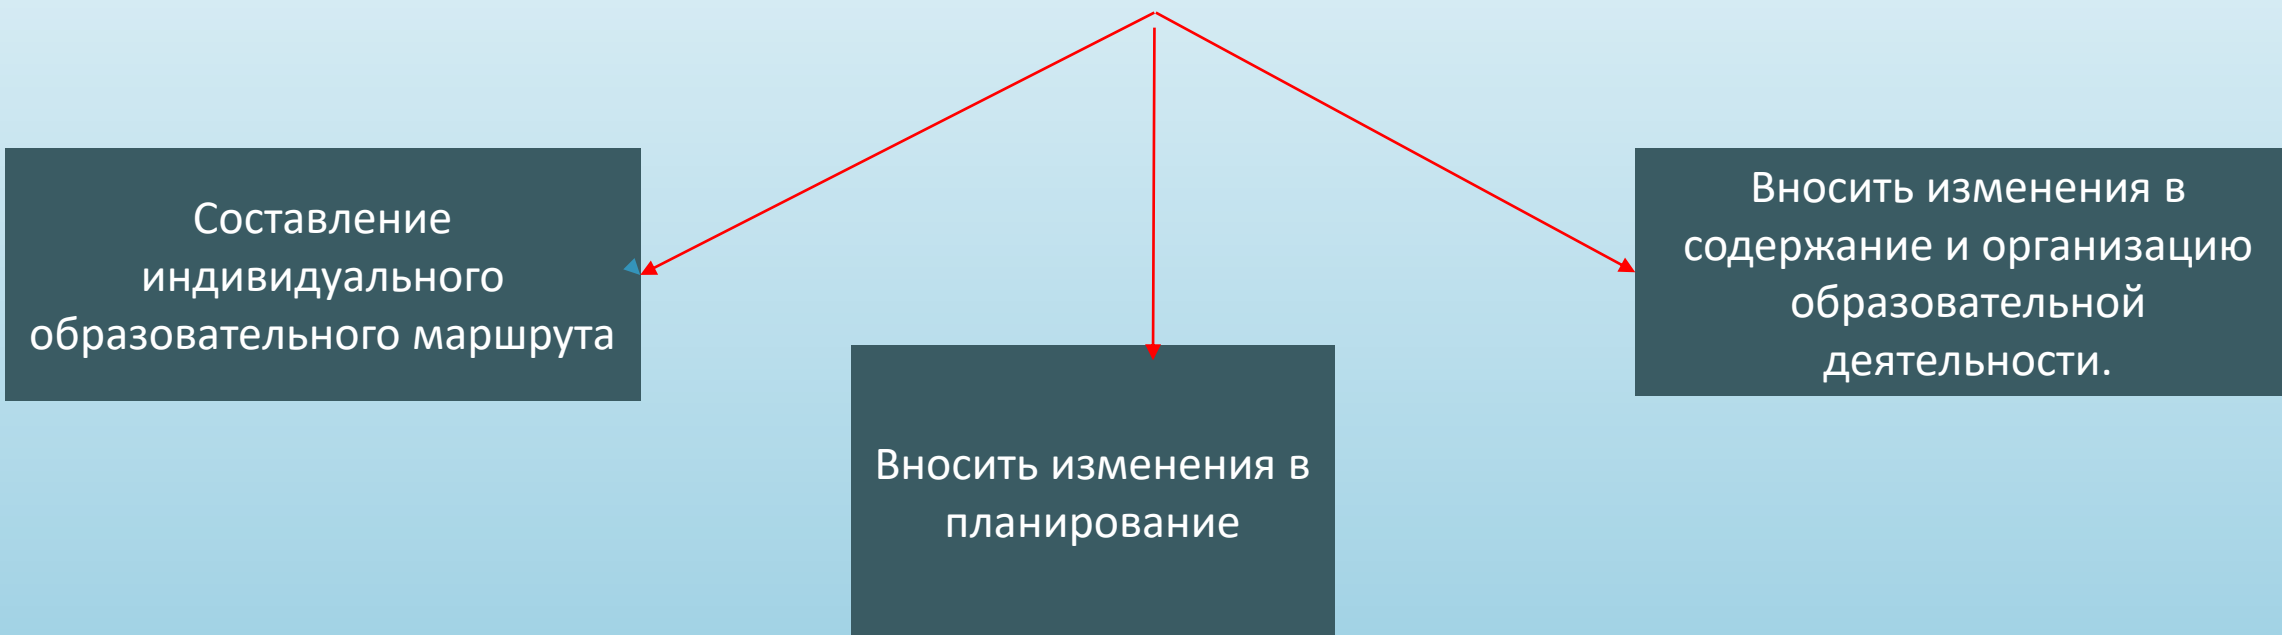 Составление
индивидуального
образовательного маршрута
Вносить изменения в
планирование
Вносить изменения в
содержание и организацию
образовательной
деятельности.